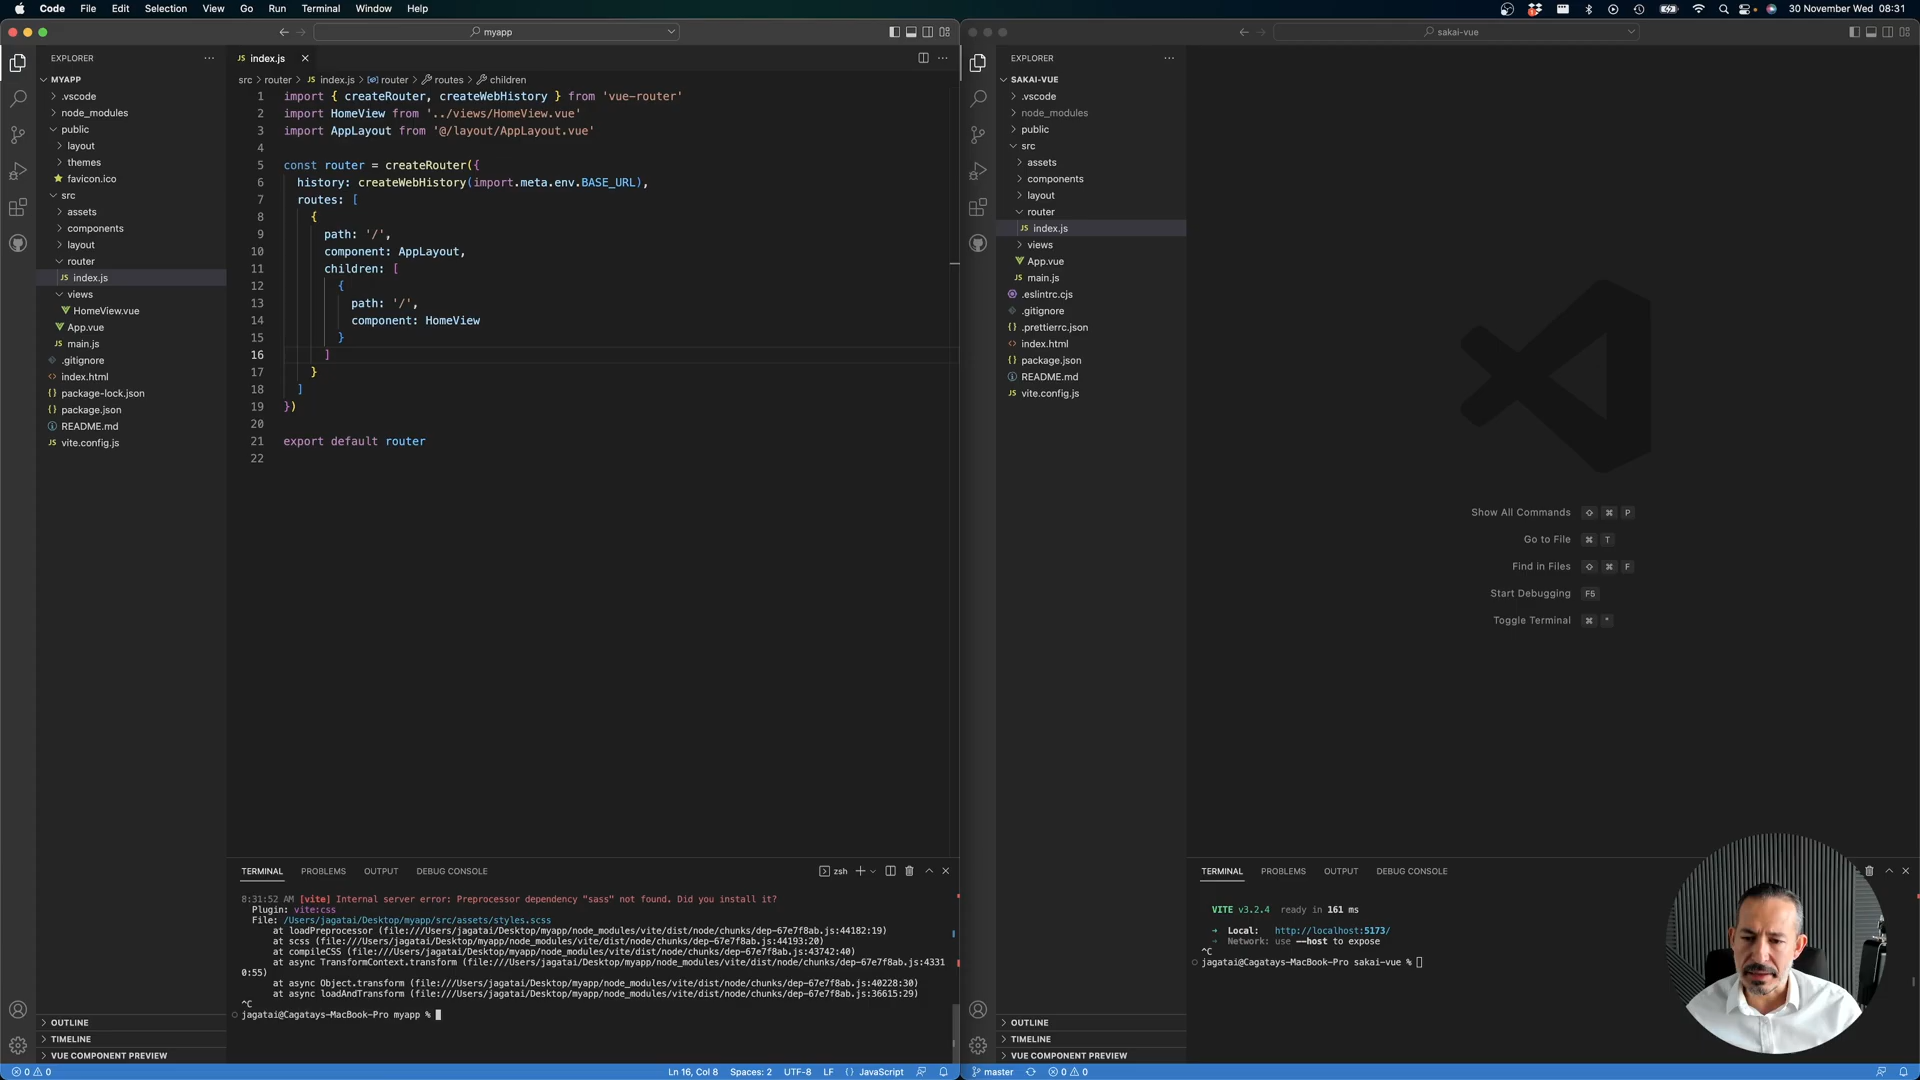 Code File Edit Selection View Go Run Terminal Window Help
30 November Wed 08:31
myapp
EXPLORER
MYAPP
.vscode
node_modules
public
layout
themes
favicon.ico
src
assets
components
layout
router
index.js
views
HomeView.vue
App.vue
main.js
.gitignore
index.html
package-lock.json
package.json
README.md
vite.config.js
OUTLINE
TIMELINE
VUE COMPONENT PREVIEW
JS index.js
src > router > JS index.js > router > routes > children
1 import { createRouter, createWebHistory } from 'vue-router'
2 import HomeView from '../views/HomeView.vue'
3 import AppLayout from '@/layout/AppLayout.vue'
4
5 const router = createRouter({
6 history: createWebHistory(import.meta.env.BASE_URL),
7 routes: [
8 {
9 path: '/',
10 component: AppLayout,
11 children: [
12 {
13 path: '/',
14 component: HomeView
15 }
16 ]
17 }
18 ]
19 })
20
21 export default router
22
TERMINAL PROBLEMS OUTPUT DEBUG CONSOLE
zsh
8:31:52 AM [vite] Internal server error: Preprocessor dependency "sass" not found. Did you install it?
Plugin: vite:css
File: /Users/jagatai/Desktop/myapp/src/assets/styles.scss
at loadPreprocessor (file:///Users/jagatai/Desktop/myapp/node_modules/vite/dist/node/chunks/dep-67e7f8ab.js:44182:19)
at scss (file:///Users/jagatai/Desktop/myapp/node_modules/vite/dist/node/chunks/dep-67e7f8ab.js:44193:20)
at compileCSS (file:///Users/jagatai/Desktop/myapp/node_modules/vite/dist/node/chunks/dep-67e7f8ab.js:43742:40)
at async TransformContext.transform (file:///Users/jagatai/Desktop/myapp/node_modules/vite/dist/node/chunks/dep-67e7f8ab.js:4331
0:55)
at async Object.transform (file:///Users/jagatai/Desktop/myapp/node_modules/vite/dist/node/chunks/dep-67e7f8ab.js:40228:30)
at async loadAndTransform (file:///Users/jagatai/Desktop/myapp/node_modules/vite/dist/node/chunks/dep-67e7f8ab.js:36615:29)
^C
jagatai@Cagatays-MacBook-Pro myapp %
0 0
Ln 16, Col 8 Spaces: 2 UTF-8 LF JavaScript
sakai-vue
EXPLORER
SAKAI-VUE
.vscode
node_modules
public
src
assets
components
layout
router
JS index.js
views
App.vue
JS main.js
.eslintrc.cjs
.gitignore
.prettierrc.json
index.html
package.json
README.md
JS vite.config.js
OUTLINE
TIMELINE
VUE COMPONENT PREVIEW
Show All Commands ⇧ ⌘ P
Go to File ⌘ T
Find in Files ⇧ ⌘ F
Start Debugging F5
Toggle Terminal ⌘ "
TERMINAL PROBLEMS OUTPUT DEBUG CONSOLE
VITE v3.2.4 ready in 161 ms
➜ Local: http://localhost:5173/
➜ Network: use --host to expose
^C
jagatai@Cagatays-MacBook-Pro sakai-vue %
master 0 0